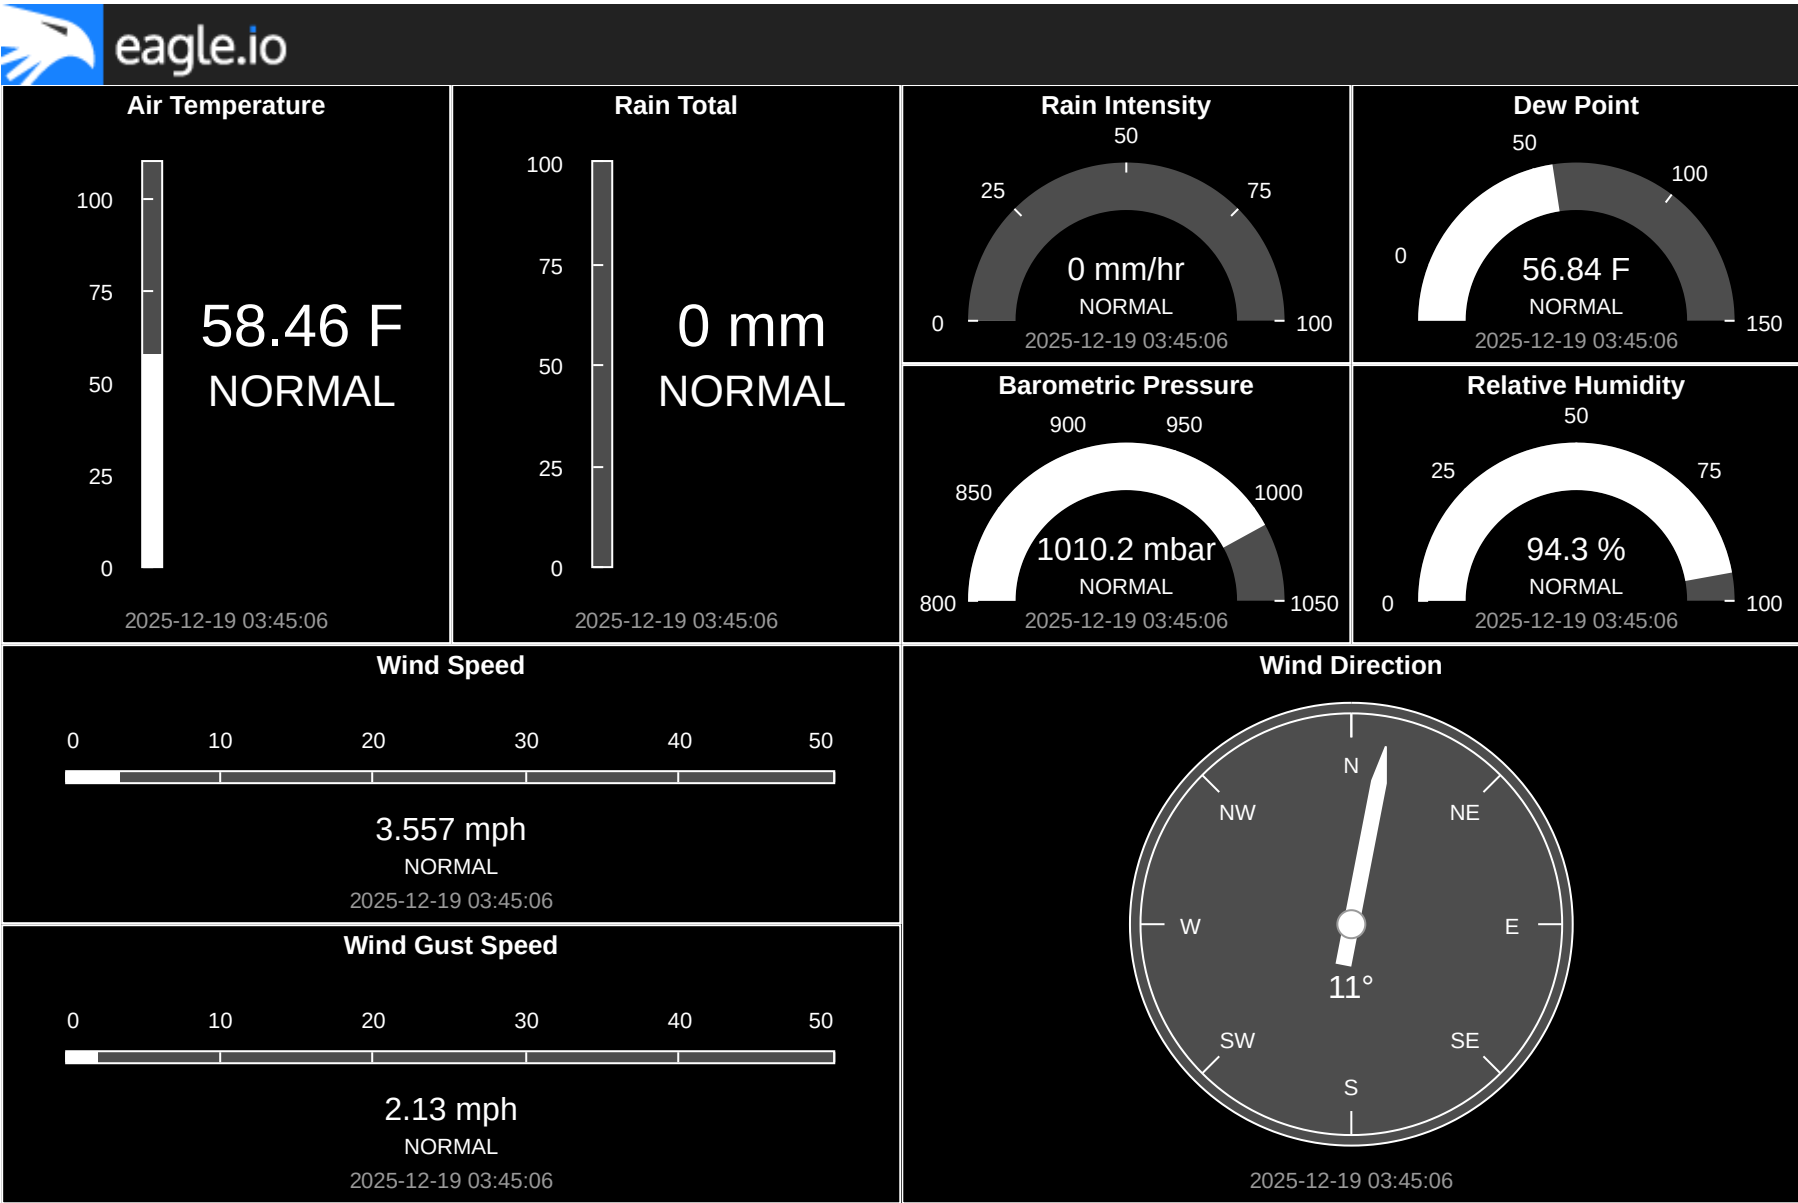 eagle.io
Air Temperature
100
75
50
25
0
58.46 F
NORMAL
2025-12-19 03:45:06
Rain Total
100
75
50
25
0
0 mm
NORMAL
2025-12-19 03:45:06
Rain Intensity
50
25
75
0
100
0 mm/hr
NORMAL
2025-12-19 03:45:06
Dew Point
50
100
0
150
56.84 F
NORMAL
2025-12-19 03:45:06
Barometric Pressure
900
950
850
1000
800
1050
1010.2 mbar
NORMAL
2025-12-19 03:45:06
Relative Humidity
50
25
75
0
100
94.3 %
NORMAL
2025-12-19 03:45:06
Wind Speed
0 10 20 30 40 50
3.557 mph
NORMAL
2025-12-19 03:45:06
Wind Gust Speed
0 10 20 30 40 50
2.13 mph
NORMAL
2025-12-19 03:45:06
Wind Direction
N
NW
NE
W
E
11°
SW
SE
S
2025-12-19 03:45:06